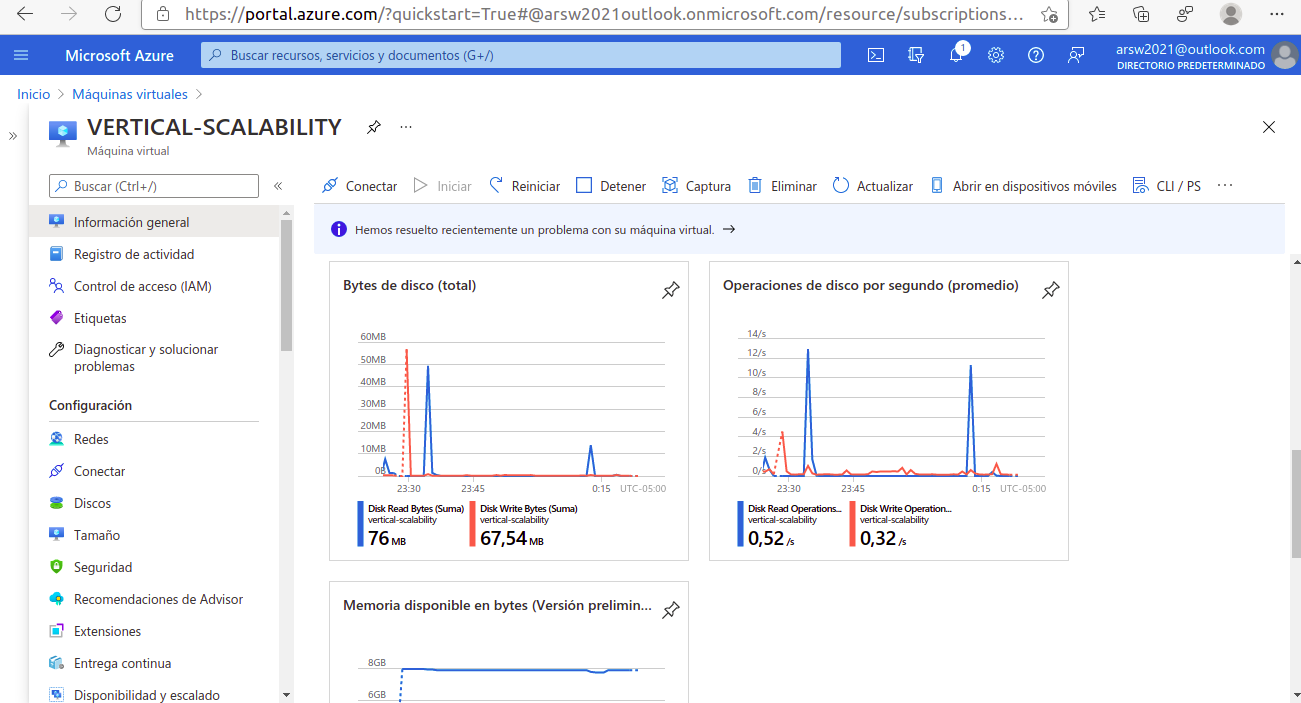 https://portal.azure.com/?quickstart=True#@arsw2021outlook.onmicrosoft.com/resource/subscriptions...
Microsoft Azure
Buscar recursos, servicios y documentos (G+/)
1
arsw2021@outlook.com
DIRECTORIO PREDETERMINADO
Inicio > Máquinas virtuales >
VERTICAL-SCALABILITY
Máquina virtual
Buscar (Ctrl+/)
Información general
Registro de actividad
Control de acceso (IAM)
Etiquetas
Diagnosticar y solucionar
problemas
Configuración
Redes
Conectar
Discos
Tamaño
Seguridad
Recomendaciones de Advisor
Extensiones
Entrega continua
Disponibilidad y escalado
Conectar Iniciar Reiniciar Detener Captura Eliminar Actualizar Abrir en dispositivos móviles CLI / PS ...
Hemos resuelto recientemente un problema con su máquina virtual. →
Bytes de disco (total)
60MB
50MB
40MB
30MB
20MB
10MB
0B
23:30 23:45 0:15 UTC-05:00
Disk Read Bytes (Suma)
vertical-scalability
76 MB
Disk Write Bytes (Suma)
vertical-scalability
67,54 MB
Operaciones de disco por segundo (promedio)
14/s
12/s
10/s
8/s
6/s
4/s
2/s
0/s
23:30 23:45 0:15 UTC-05:00
Disk Read Operations...
vertical-scalability
0,52 /s
Disk Write Operation...
vertical-scalability
0,32 /s
Memoria disponible en bytes (Versión prelimin...
8GB
6GB